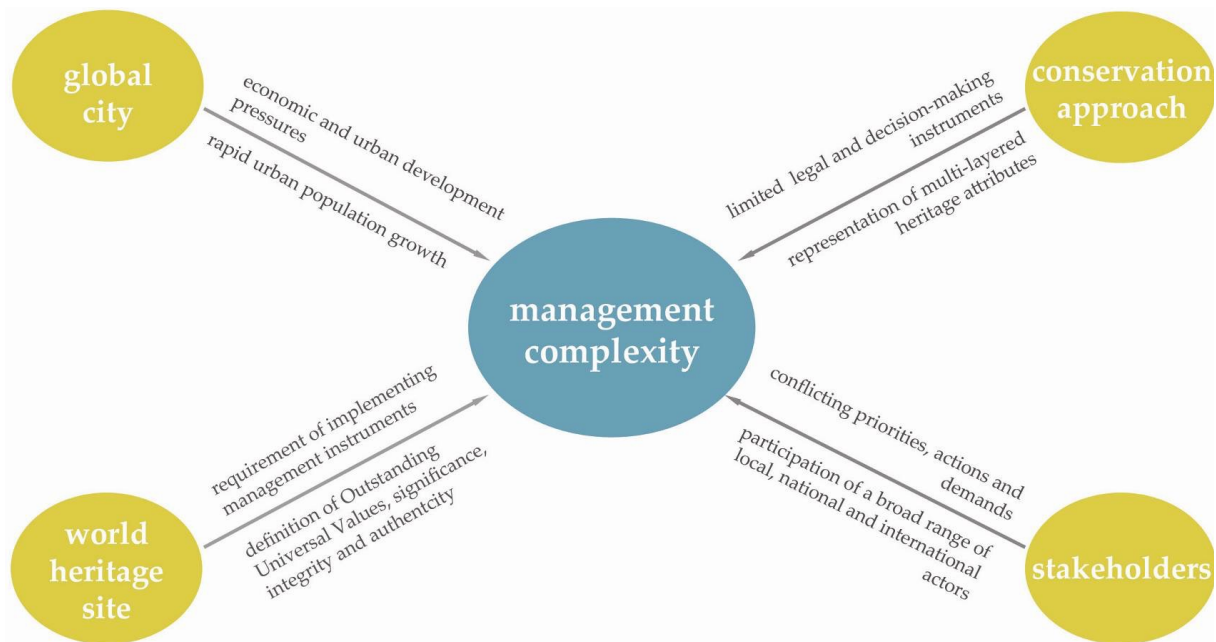 global
city
economic and urban development
pressures
rapid urban population growth
conservation
approach
limited  legal and decision-making
instruments
representation of multi-layered
heritage attributes
management
complexity
world
heritage
site
requirement of implementing
management instruments
definition of Outstanding
Universal Values, significance,
integrity and authentcity
stakeholders
conflicting priorities, actions and
demands
participation of a broad range of
local, national and international
actors